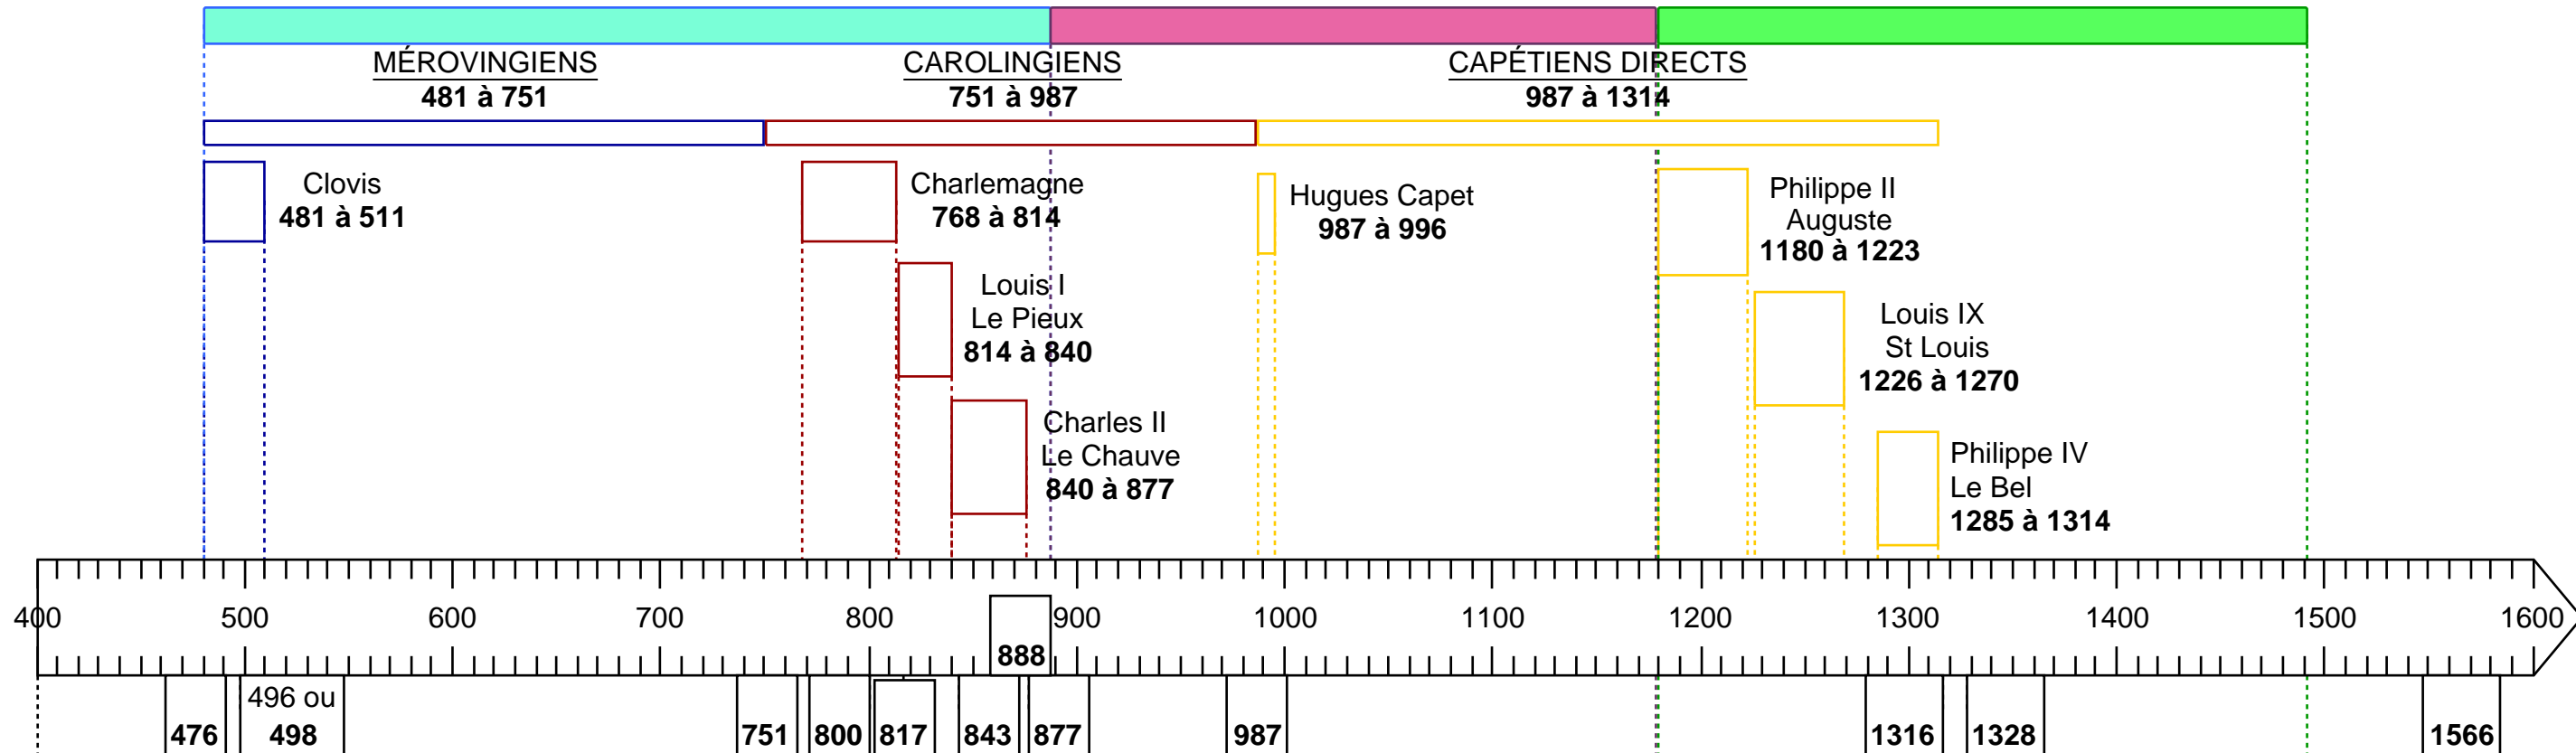 MÉROVINGIENS
481 à 751
CAROLINGIENS
751 à 987
CAPÉTIENS DIRECTS
987 à 1314
Clovis
481 à 511
Charlemagne
768 à 814
Louis I
Le Pieux
814 à 840
Charles II
Le Chauve
840 à 877
Hugues Capet
987 à 996
Philippe II
Auguste
1180 à 1223
Louis IX
St Louis
1226 à 1270
Philippe IV
Le Bel
1285 à 1314
400 500 600 700 800 900 1000 1100 1200 1300 1400 1500 1600
888
476
496 ou
498
751
800
817
843
877
987
1316
1328
1566